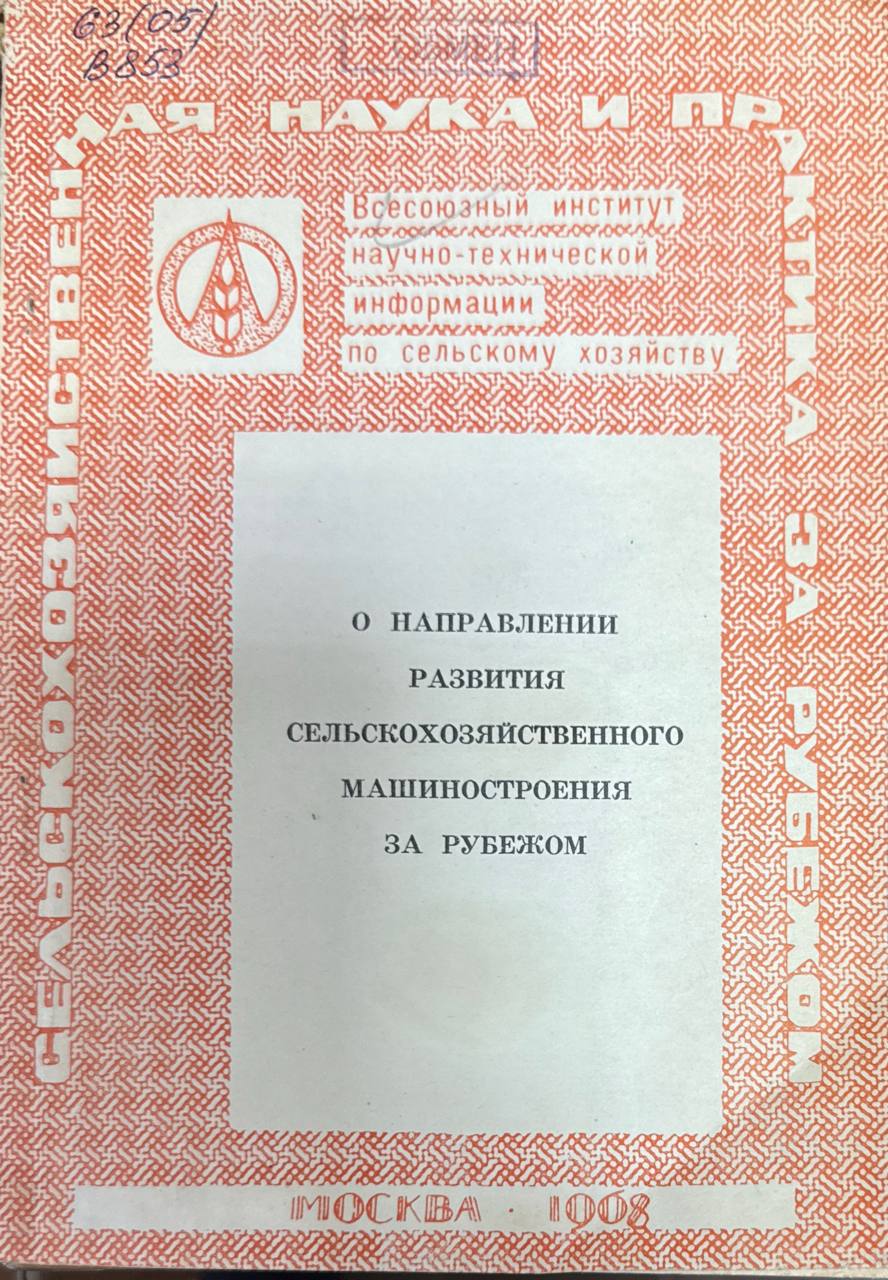 63(05)
В853
ОБМЕН
СЕЛЬСКОХОЗЯЙСТВЕННАЯ НАУКА И ПРАКТИКА ЗА РУБЕЖОМ
Всесоюзный институт
научно-технической
информации
по сельскому хозяйству
О НАПРАВЛЕНИИ
РАЗВИТИЯ
СЕЛЬСКОХОЗЯЙСТВЕННОГО
МАШИНОСТРОЕНИЯ
ЗА РУБЕЖОМ
МОСКВА · 1968